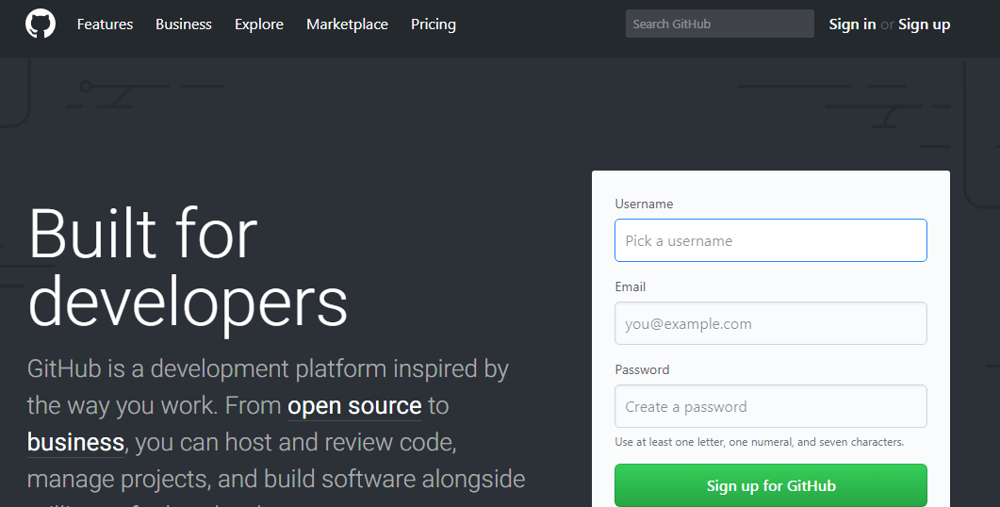 Features Business Explore Marketplace Pricing Search GitHub Sign in or Sign up
Built for
developers
GitHub is a development platform inspired by
the way you work. From open source to
business, you can host and review code,
manage projects, and build software alongside
Username
Pick a username
Email
you@example.com
Password
Create a password
Use at least one letter, one numeral, and seven characters.
Sign up for GitHub